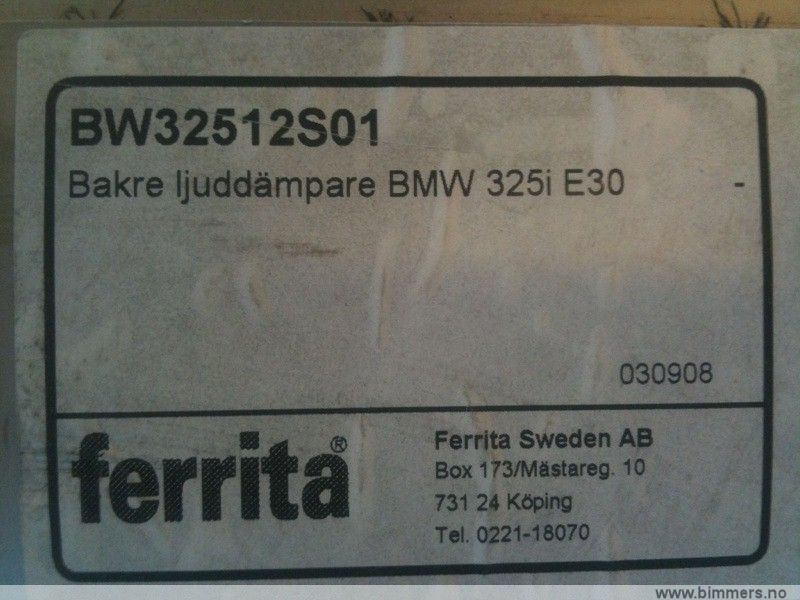 BW32512S01
Bakre ljuddämpare BMW 325i E30 -
030908
ferrita®
Ferrita Sweden AB
Box 173/Mästareg. 10
731 24 Köping
Tel. 0221-18070
www.bimmers.no